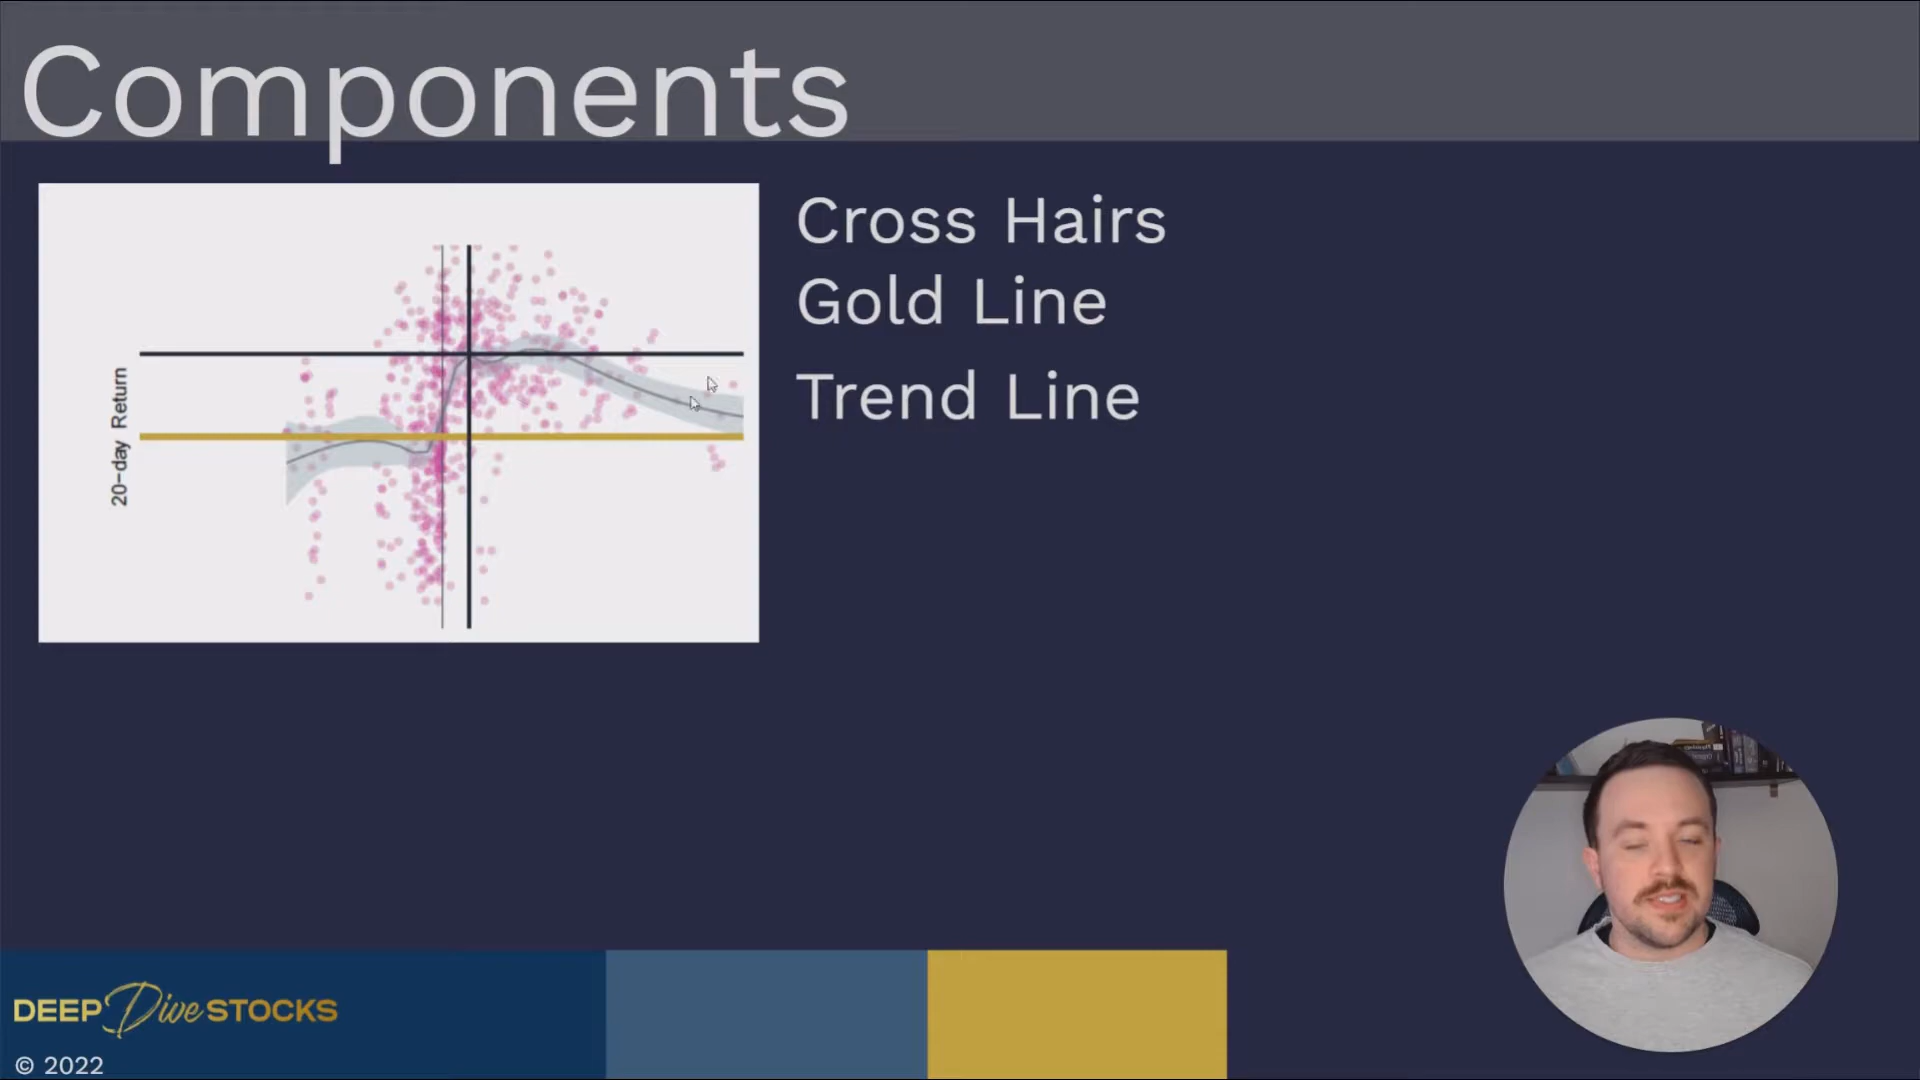 Components
20-day Return
Cross Hairs
Gold Line
Trend Line
DEEP Dive STOCKS
© 2022